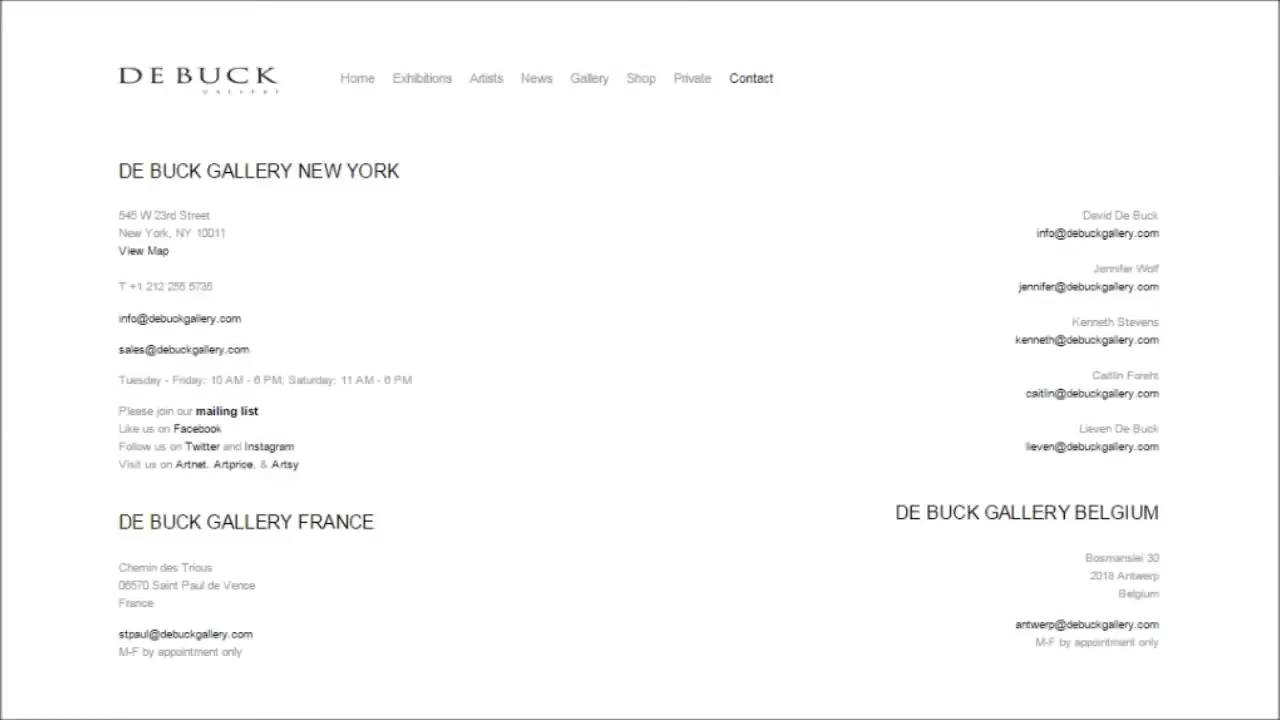 DE BUCK
GALLERY
Home Exhibitions Artists News Gallery Shop Private Contact
DE BUCK GALLERY NEW YORK
545 W 23rd Street
New York, NY 10011
View Map
T +1 212 255 5735
info@debuckgallery.com
sales@debuckgallery.com
Tuesday - Friday: 10 AM - 6 PM; Saturday: 11 AM - 6 PM
Please join our mailing list
Like us on Facebook
Follow us on Twitter and Instagram
Visit us on Artnet, Artprice, & Artsy
David De Buck
info@debuckgallery.com
Jennifer Wolf
jennifer@debuckgallery.com
Kenneth Stevens
kenneth@debuckgallery.com
Caitlin Foreht
caitlin@debuckgallery.com
Lieven De Buck
lieven@debuckgallery.com
DE BUCK GALLERY FRANCE
Chemin des Trious
06570 Saint Paul de Vence
France
stpaul@debuckgallery.com
M-F by appointment only
DE BUCK GALLERY BELGIUM
Bosmanslei 30
2018 Antwerp
Belgium
antwerp@debuckgallery.com
M-F by appointment only